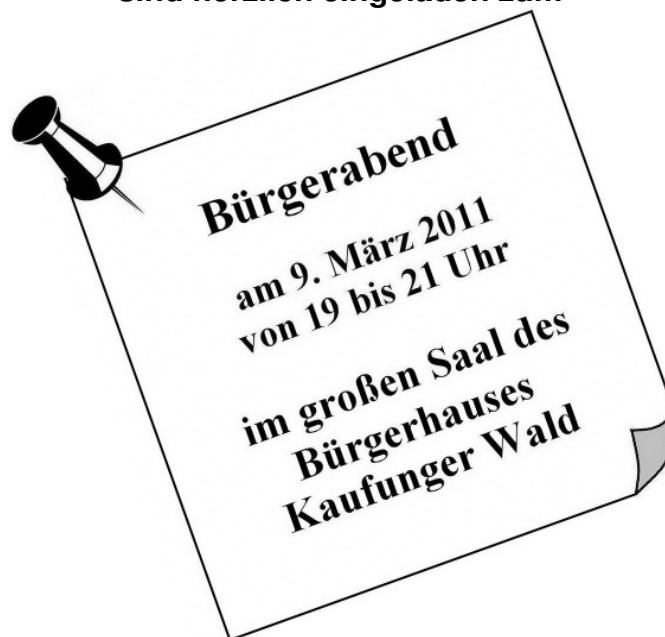 sind herzlich eingeladen zum
Bürgerabend
am 9. März 2011
von 19 bis 21 Uhr
im großen Saal des
Bürgerhauses
Kaufunger Wald